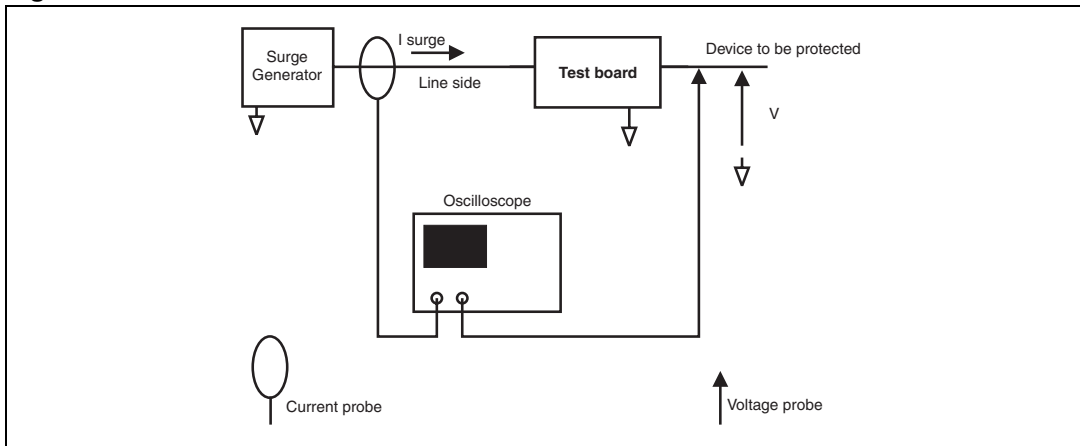 I surge
Surge
Generator
Line side
Test board
Device to be protected
V
Oscilloscope
Current probe
Voltage probe